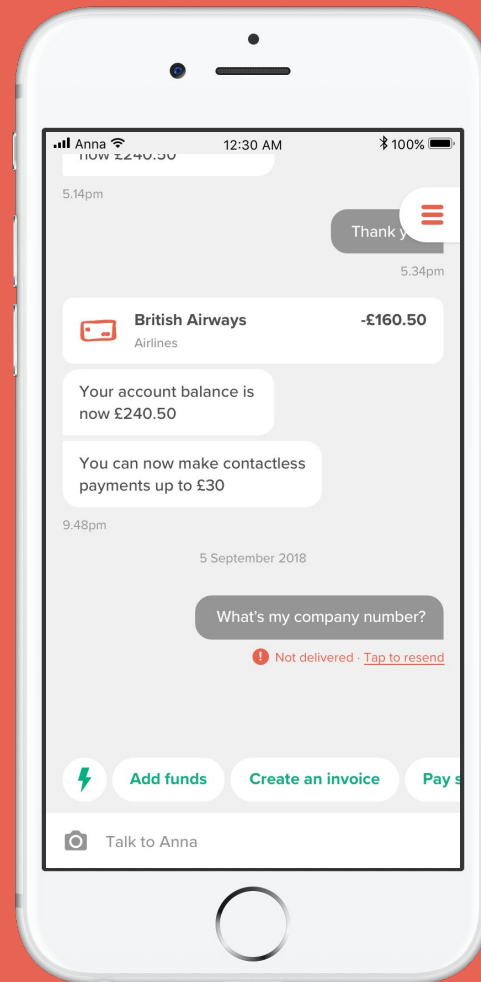 Anna
12:30 AM
100%
now £240.50
5.14pm
Thank
5.34pm
British Airways
-£160.50
Airlines
Your account balance is
now £240.50
You can now make contactless
payments up to £30
9.48pm
5 September 2018
What's my company number?
! Not delivered · Tap to resend
Add funds
Create an invoice
Pay
Talk to Anna